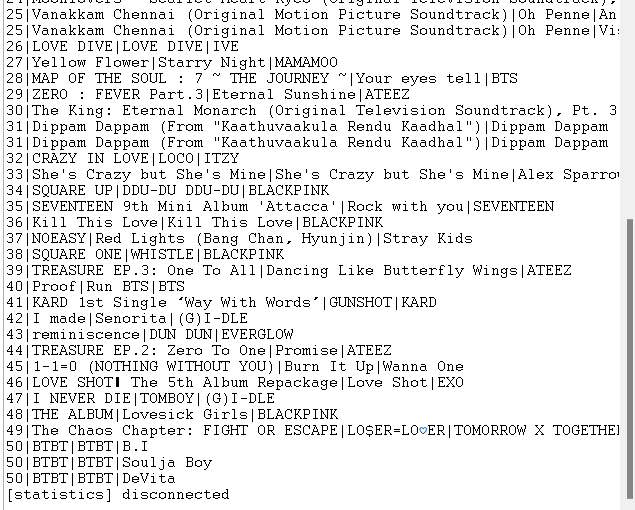 24|Moonlovers - Scarlet Heart Ryeo (Original Television Soundtrack),
25|Vanakkam Chennai (Original Motion Picture Soundtrack)|Oh Penne|An
25|Vanakkam Chennai (Original Motion Picture Soundtrack)|Oh Penne|Vis
26|LOVE DIVE|LOVE DIVE|IVE
27|Yellow Flower|Starry Night|MAMAMOO
28|MAP OF THE SOUL : 7 ~ THE JOURNEY ~|Your eyes tell|BTS
29|ZERO : FEVER Part.3|Eternal Sunshine|ATEEZ
30|The King: Eternal Monarch (Original Television Soundtrack), Pt. 3
31|Dippam Dappam (From "Kaathuvaakula Rendu Kaadhal")|Dippam Dappam
31|Dippam Dappam (From "Kaathuvaakula Rendu Kaadhal")|Dippam Dappam
32|CRAZY IN LOVE|LOCO|ITZY
33|She's Crazy but She's Mine|She's Crazy but She's Mine|Alex Sparrow
34|SQUARE UP|DDU-DU DDU-DU|BLACKPINK
35|SEVENTEEN 9th Mini Album 'Attacca'|Rock with you|SEVENTEEN
36|Kill This Love|Kill This Love|BLACKPINK
37|NOEASY|Red Lights (Bang Chan, Hyunjin)|Stray Kids
38|SQUARE ONE|WHISTLE|BLACKPINK
39|TREASURE EP.3: One To All|Dancing Like Butterfly Wings|ATEEZ
40|Proof|Run BTS|BTS
41|KARD 1st Single ‘Way With Words’|GUNSHOT|KARD
42|I made|Senorita|(G)I-DLE
43|reminiscence|DUN DUN|EVERGLOW
44|TREASURE EP.2: Zero To One|Promise|ATEEZ
45|1-1=0 (NOTHING WITHOUT YOU)|Burn It Up|Wanna One
46|LOVE SHOT▮ The 5th Album Repackage|Love Shot|EXO
47|I NEVER DIE|TOMBOY|(G)I-DLE
48|THE ALBUM|Lovesick Girls|BLACKPINK
49|The Chaos Chapter: FIGHT OR ESCAPE|LO$ER=LO♡ER|TOMORROW X TOGETHER
50|BTBT|BTBT|B.I
50|BTBT|BTBT|Soulja Boy
50|BTBT|BTBT|DeVita
[statistics] disconnected